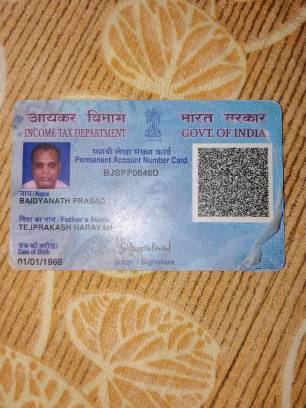 आयकर विभाग भारत सरकार
INCOME TAX DEPARTMENT GOVT. OF INDIA
स्थायी लेखा संख्या कार्ड
Permanent Account Number Card
BJSPP0648D
नाम/Name
BAIDYANATH PRASAD
पिता का नाम/Father's Name
TEJPRAKASH NARAYAN
जन्म की तारीख/
Date of Birth
01/01/1968
हस्ताक्षर/Signature